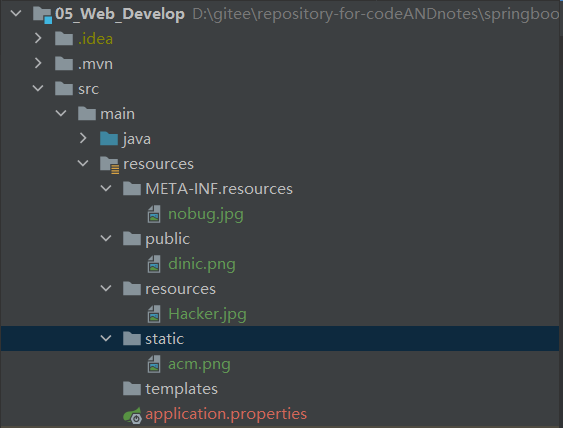 05_Web_Develop D:\gitee\repository-for-codeANDnotes\springboo
.idea
.mvn
src
main
java
resources
META-INF.resources
nobug.jpg
public
dinic.png
resources
Hacker.jpg
static
acm.png
templates
application.properties